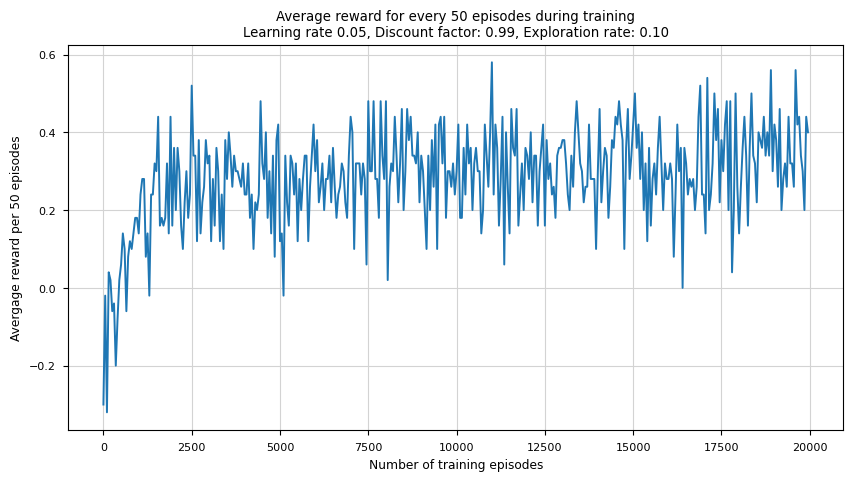 Average reward for every 50 episodes during training
Learning rate 0.05, Discount factor: 0.99, Exploration rate: 0.10
0.6
0.4
0.2
0.0
−0.2
Avergage reward per 50 episodes
0 2500 5000 7500 10000 12500 15000 17500 20000
Number of training episodes